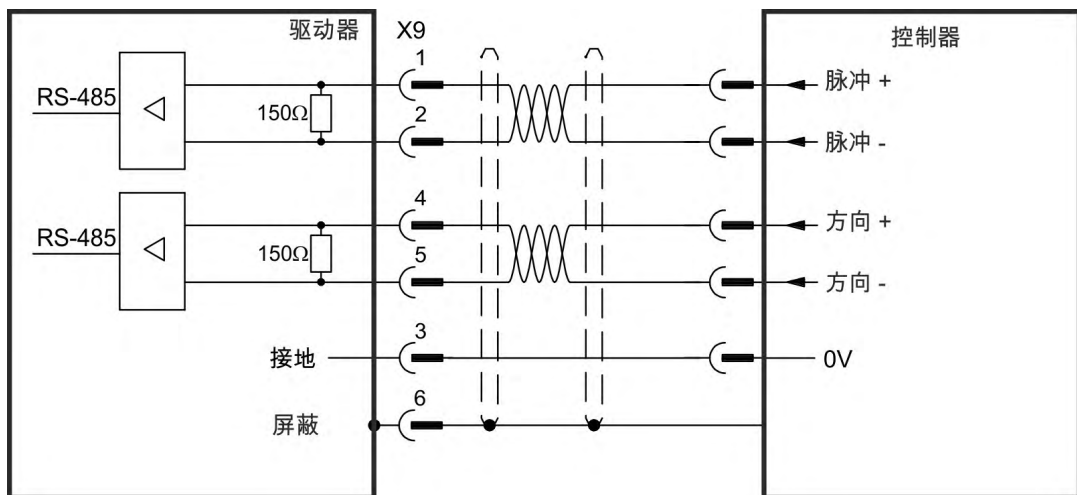 驱动器 X9
控制器
1
脉冲 +
RS-485
150Ω
2
脉冲 -
4
方向 +
RS-485
150Ω
5
方向 -
3
接地
0V
6
屏蔽